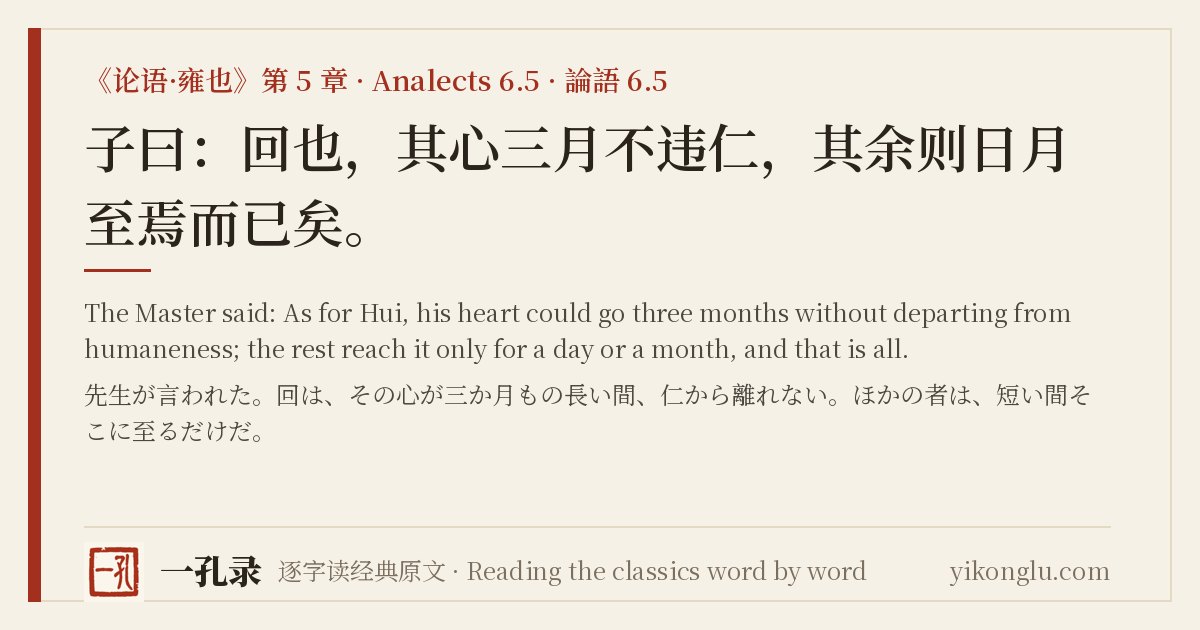 《论语·雍也》第 5 章 · Analects 6.5 · 論語 6.5
子曰：回也，其心三月不违仁，其余则日月
至焉而已矣。
The Master said: As for Hui, his heart could go three months without departing from
humaneness; the rest reach it only for a day or a month, and that is all.
先生が言われた。回は、その心が三か月もの長い間、仁から離れない。ほかの者は、短い間そ
こに至るだけだ。
一孔 一孔录 逐字读经典原文 · Reading the classics word by word yikonglu.com